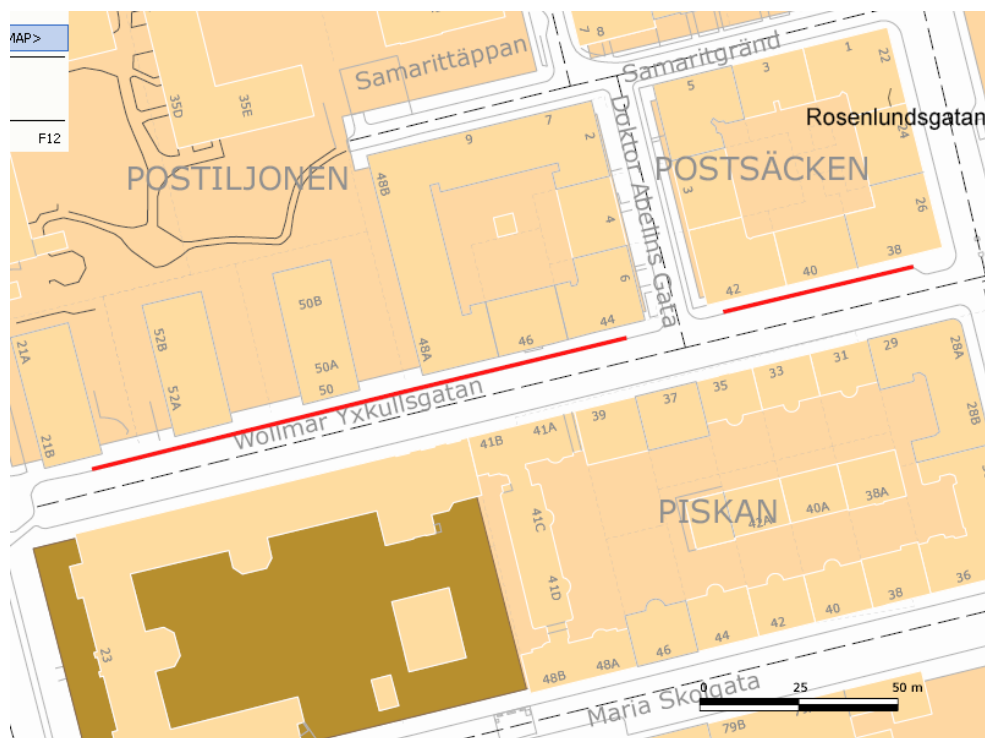 MAP>
F12
Samarittäppan
Samaritgränd
7
8
1
22
3
5
35D
35E
Rosenlundsgatan
24
POSTILJONEN
9
7
2
Doktor Abelins Gata
POSTSÄCKEN
48B
3
4
26
6
38
40
42
50B
52B
44
46
48A
50A
50
52A
21A
21B
Wollmar Yxkullsgatan
28A
29
31
33
35
37
39
41A
41B
28B
PISKAN
38A
40A
42A
41C
41D
36
38
40
42
44
46
48A
48B
23
Maria Skolgata
0
25
50 m
79B